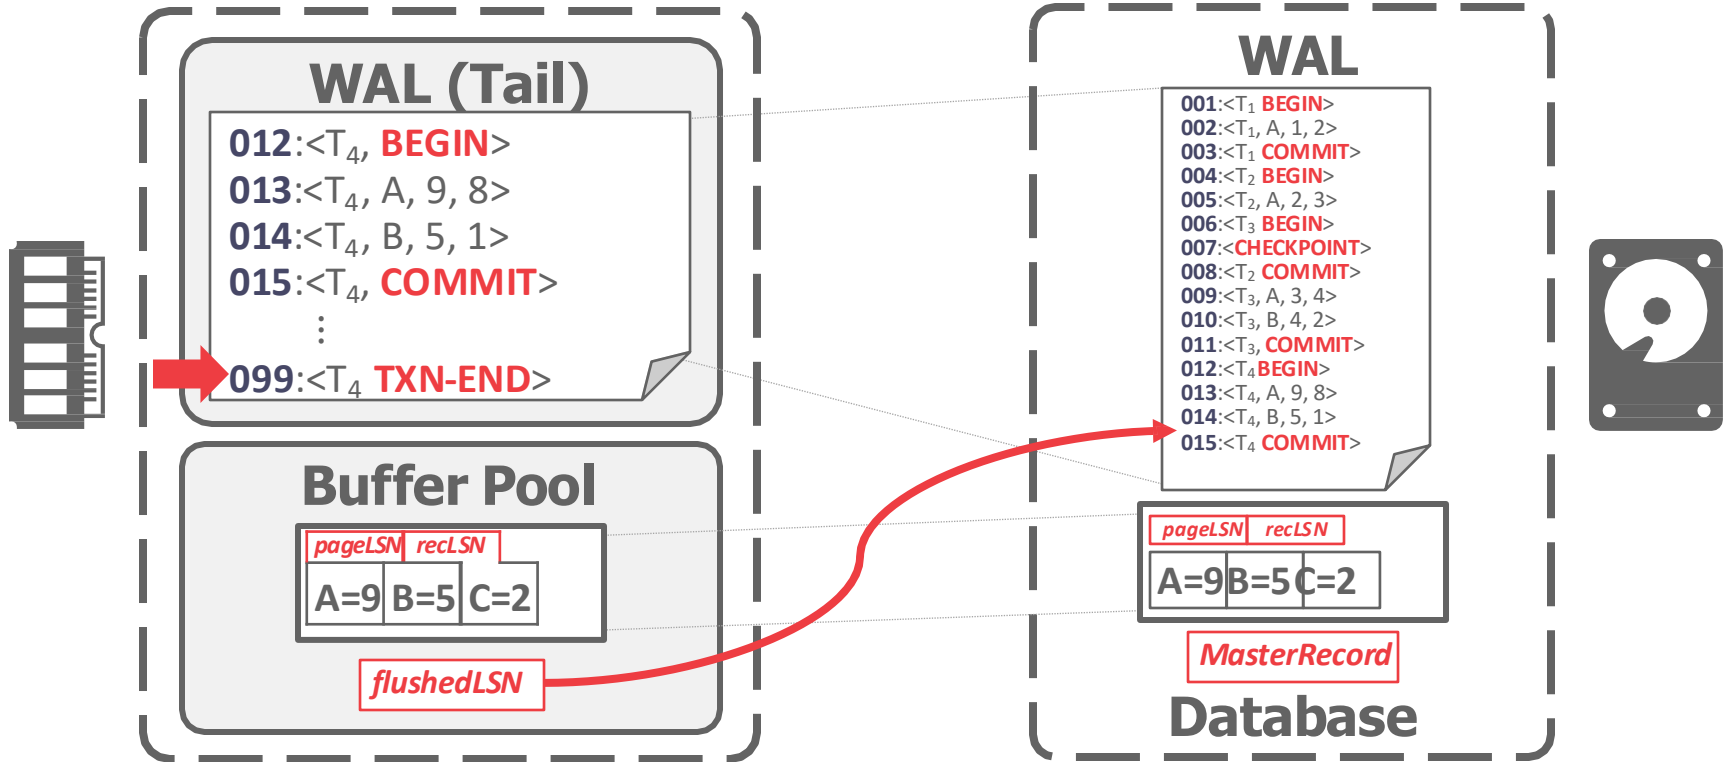 WAL (Tail)
012:<T4, BEGIN>
013:<T4, A, 9, 8>
014:<T4, B, 5, 1>
015:<T4, COMMIT>
⋮
099:<T4 TXN-END>
Buffer Pool
pageLSN recLSN
A=9 B=5 C=2
flushedLSN
WAL
001:<T1 BEGIN>
002:<T1, A, 1, 2>
003:<T1 COMMIT>
004:<T2 BEGIN>
005:<T2, A, 2, 3>
006:<T3 BEGIN>
007:<CHECKPOINT>
008:<T2 COMMIT>
009:<T3, A, 3, 4>
010:<T3, B, 4, 2>
011:<T3, COMMIT>
012:<T4BEGIN>
013:<T4, A, 9, 8>
014:<T4, B, 5, 1>
015:<T4 COMMIT>
pageLSN recLSN
A=9 B=5 C=2
MasterRecord
Database